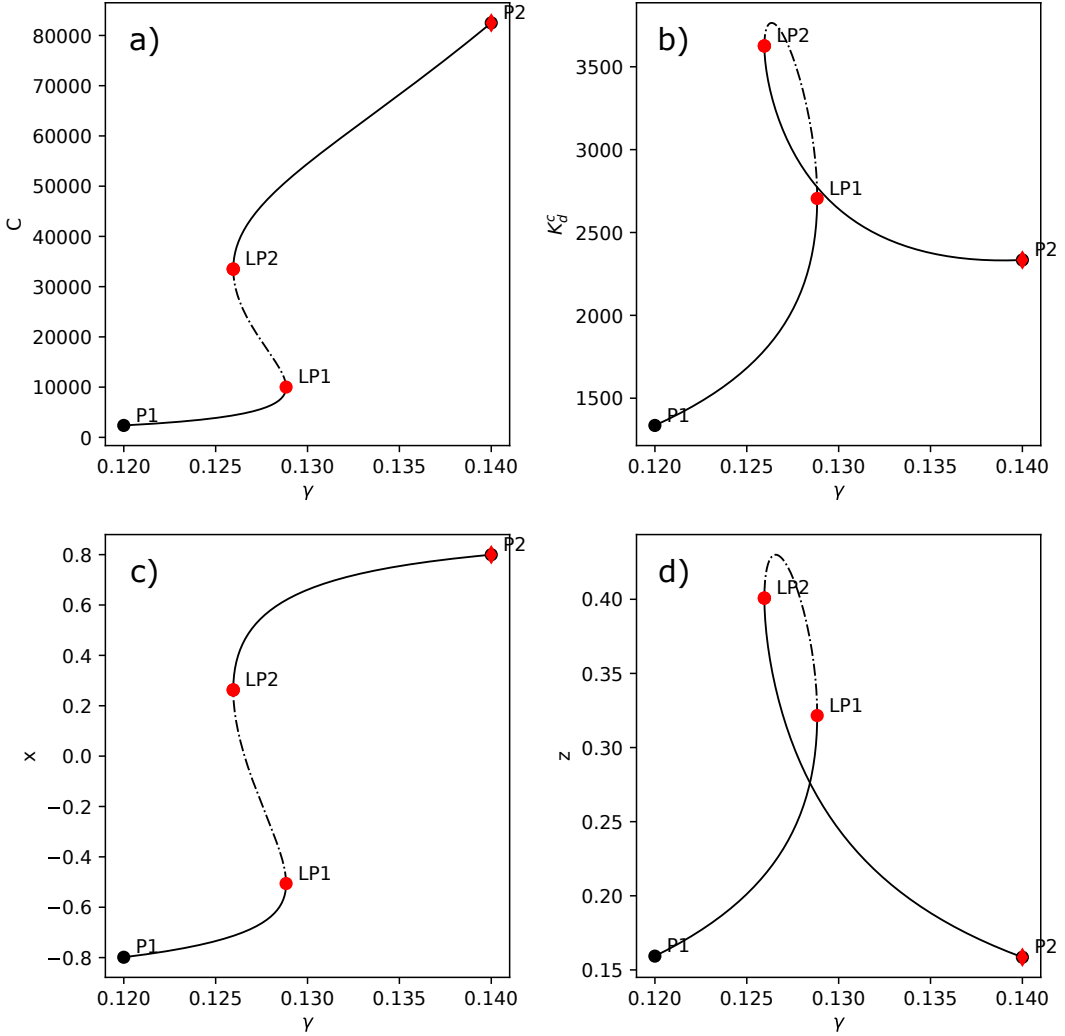 a)
80000
70000
60000
50000
40000
30000
20000
10000
0
C
P2
LP2
LP1
P1
0.120
0.125
0.130
0.135
0.140
γ
b)
3500
3000
2500
2000
1500
K_d^c
LP2
LP1
P2
P1
0.120
0.125
0.130
0.135
0.140
γ
c)
0.8
0.6
0.4
0.2
0.0
−0.2
−0.4
−0.6
−0.8
x
P2
LP2
LP1
P1
0.120
0.125
0.130
0.135
0.140
γ
d)
0.40
0.35
0.30
0.25
0.20
0.15
z
LP2
LP1
P1
P2
0.120
0.125
0.130
0.135
0.140
γ